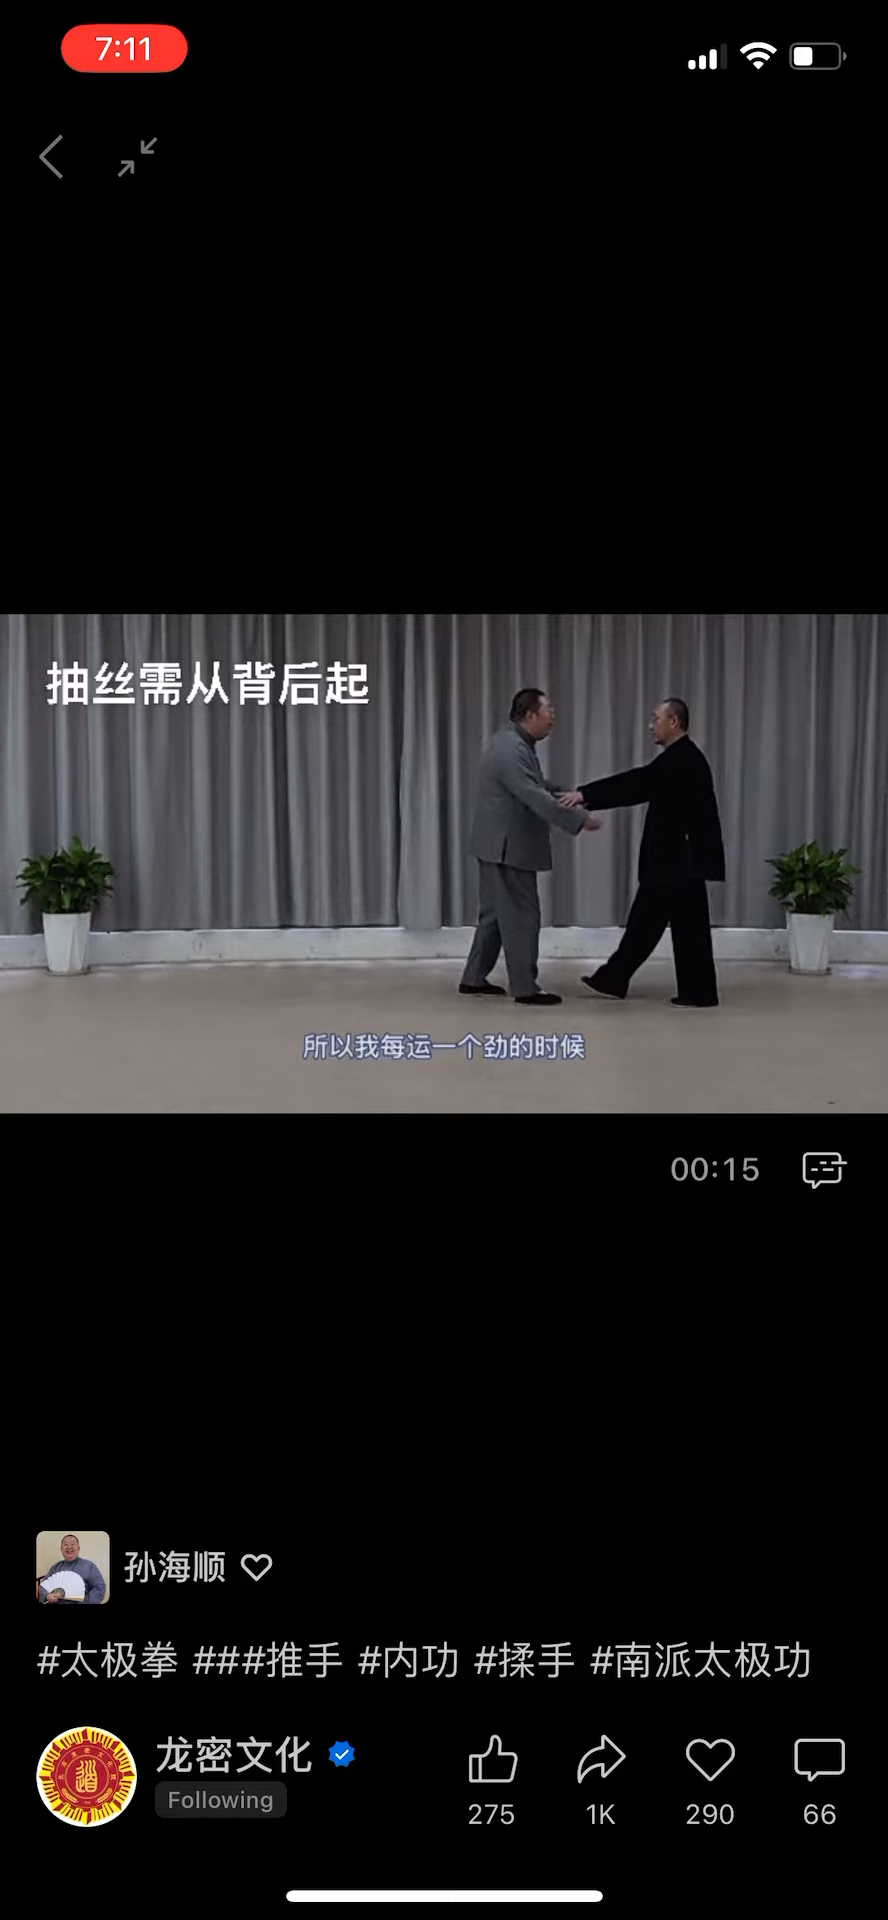 7:11
抽丝需从背后起
所以我每运一个劲的时候
00:15
孙海顺
#太极拳 ###推手 #内功 #揉手 #南派太极功
龙密文化
Following
275 1K 290 66